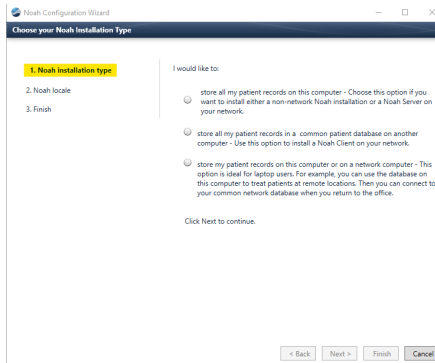 Noah Configuration Wizard
Choose your Noah Installation Type
1. Noah installation type
2. Noah locale
3. Finish
I would like to:
store all my patient records on this computer - Choose this option if you
want to install either a non-network Noah installation or a Noah Server on
your network.
store all my patient records in a common patient database on another
computer - Use this option to install a Noah Client on your network.
store my patient records on this computer or on a network computer - This
option is ideal for laptop users. For example, you can use the database on
this computer to treat patients at remote locations. Then you can connect to
your common network database when you return to the office.
Click Next to continue.
< Back
Next >
Finish
Cancel